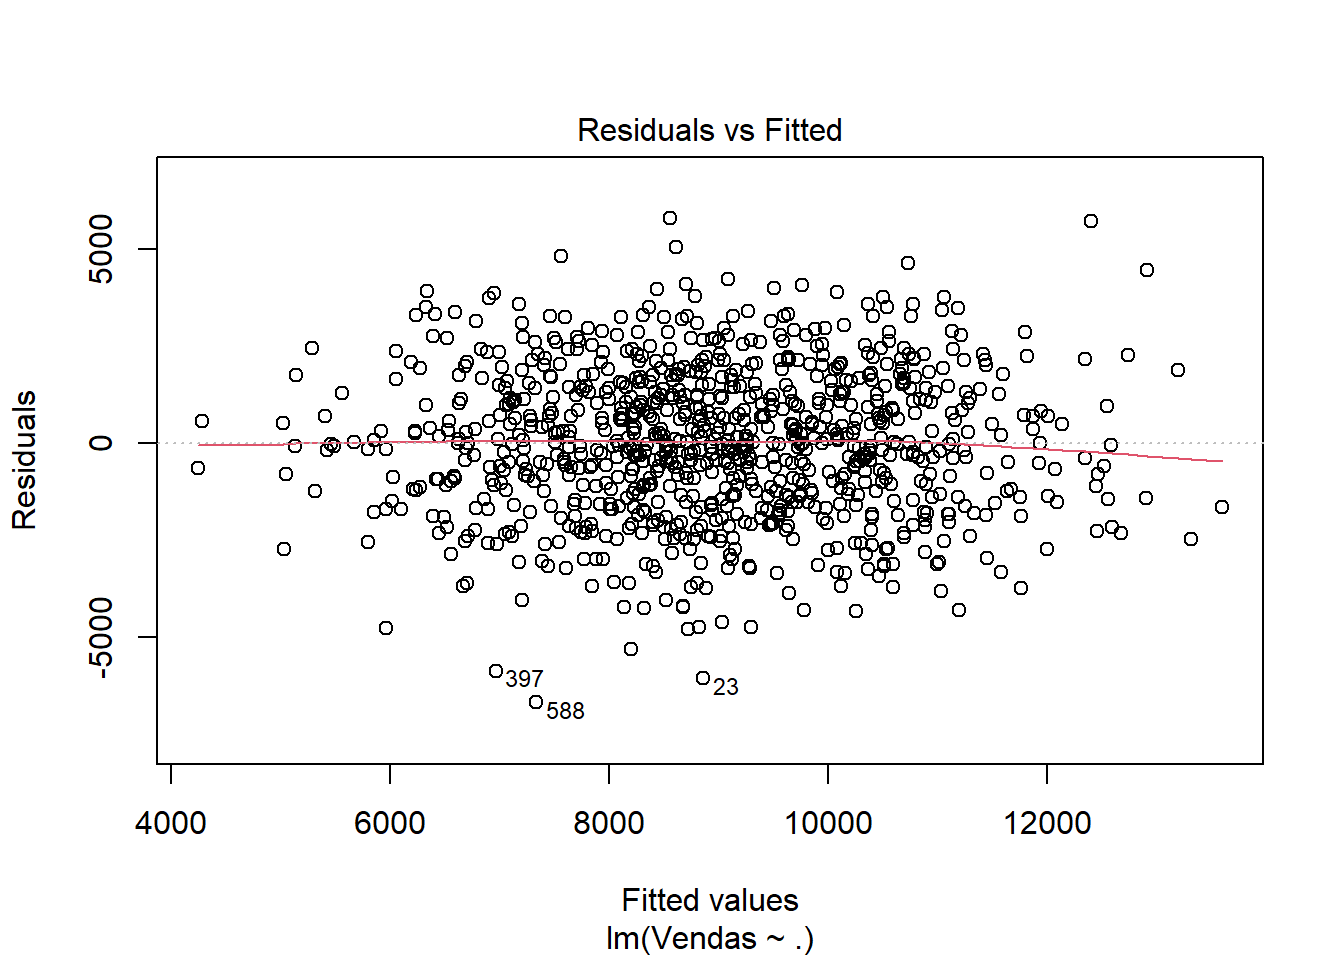 Residuals vs Fitted
Residuals
5000
0
-5000
397
588
23
4000 6000 8000 10000 12000
Fitted values
lm(Vendas ~ .)